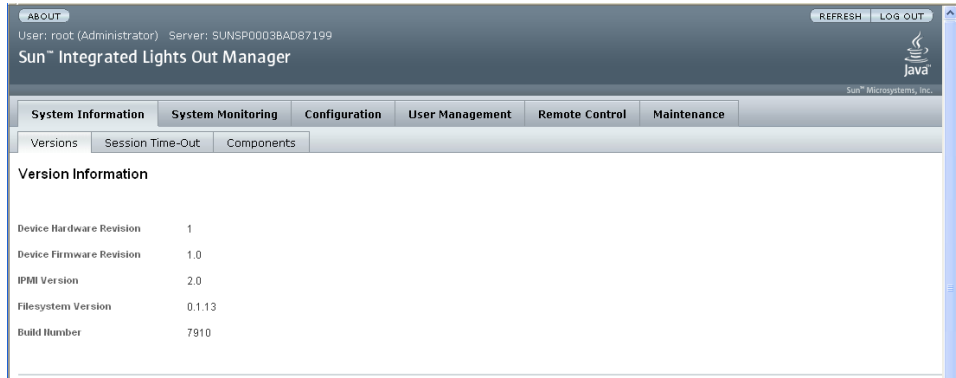 ABOUT REFRESH LOG OUT
User: root (Administrator) Server: SUNSP0003BAD87199
Sun™ Integrated Lights Out Manager
Java™
Sun™ Microsystems, Inc.
System Information System Monitoring Configuration User Management Remote Control Maintenance
Versions Session Time-Out Components
Version Information
Device Hardware Revision 1
Device Firmware Revision 1.0
IPMI Version 2.0
Filesystem Version 0.1.13
Build Number 7910